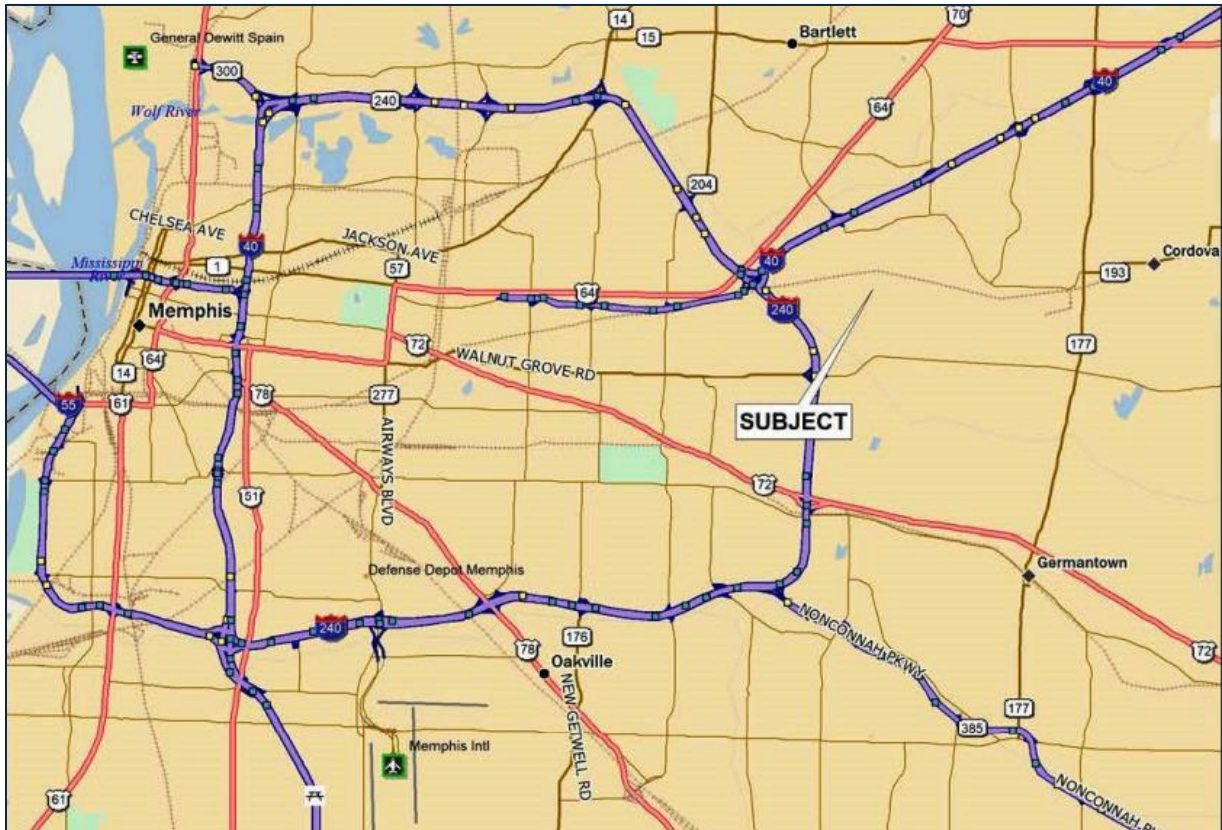 14
70
General Dewitt Spain
15
Bartlett
300
40
240
64
Wolf River
204
CHELSEA AVE
JACKSON AVE
40
Cordova
1
57
40
193
Mississippi
River
64
240
Memphis
72
177
WALNUT GROVE RD
64
14
78
277
55
61
SUBJECT
AIRWAYS BLVD
72
51
Defense Depot Memphis
Germantown
NONCONNAH PKWY
240
176
78
Oakville
72
NEW GETWELL RD
177
385
Memphis Intl
NONCONNAH
61